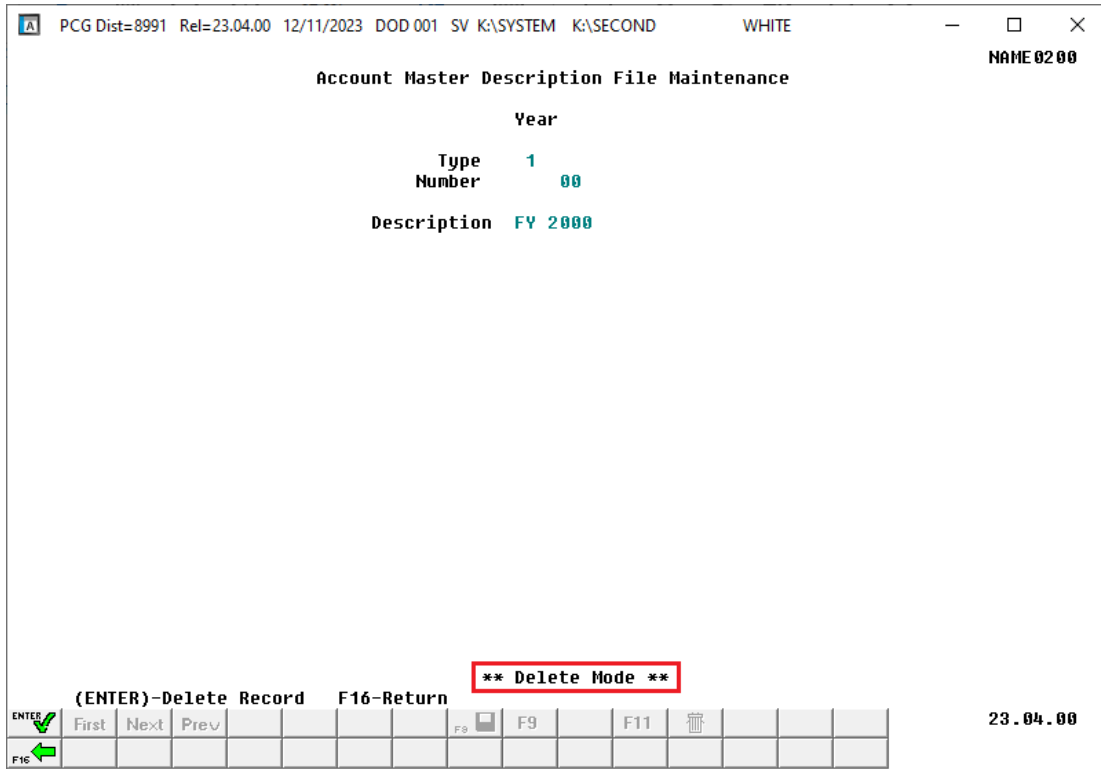 A PCG Dist=8991 Rel=23.04.00 12/11/2023 DOD 001 SV K:\SYSTEM K:\SECOND WHITE
NAME0200
Account Master Description File Maintenance
Year
Type 1
Number 00
Description FY 2000
** Delete Mode **
(ENTER)-Delete Record F16-Return
ENTER First Next Prev F8 F9 F11
23.04.00
F16